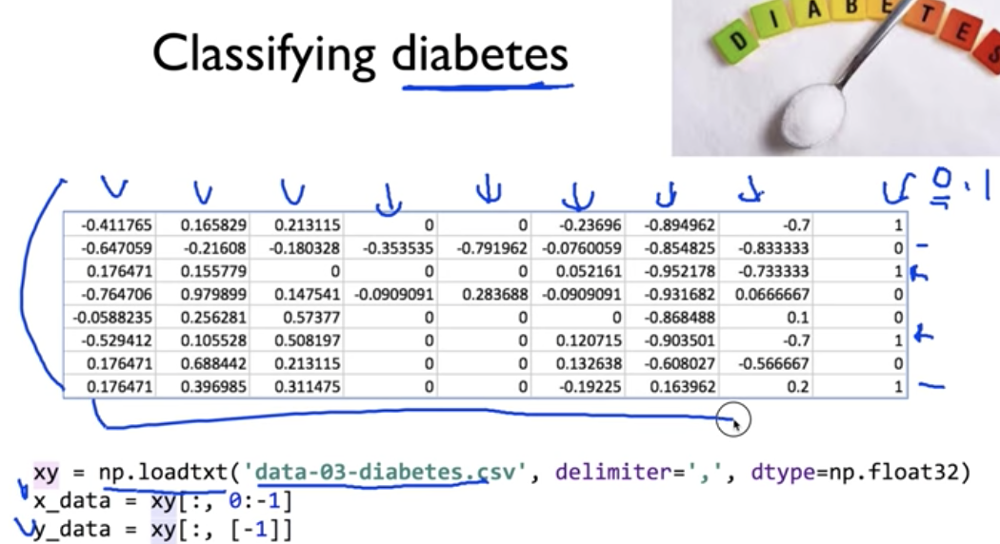 DIABETES
Classifying diabetes
0.1
-0.411765 0.165829 0.213115 0 0 -0.23696 -0.894962 -0.7 1
-0.647059 -0.21608 -0.180328 -0.353535 -0.791962 -0.0760059 -0.854825 -0.833333 0
0.176471 0.155779 0 0 0 0.052161 -0.952178 -0.733333 1
-0.764706 0.979899 0.147541 -0.0909091 0.283688 -0.0909091 -0.931682 0.0666667 0
-0.0588235 0.256281 0.57377 0 0 0 -0.868488 0.1 0
-0.529412 0.105528 0.508197 0 0 0.120715 -0.903501 -0.7 1
0.176471 0.688442 0.213115 0 0 0.132638 -0.608027 -0.566667 0
0.176471 0.396985 0.311475 0 0 -0.19225 0.163962 0.2 1
xy = np.loadtxt('data-03-diabetes.csv', delimiter=',', dtype=np.float32)
x_data = xy[:, 0:-1]
y_data = xy[:, [-1]]